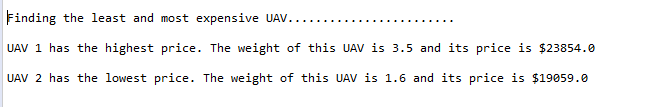 Finding the least and most expensive UAV........................
UAV 1 has the highest price. The weight of this UAV is 3.5 and its price is $23854.0
UAV 2 has the lowest price. The weight of this UAV is 1.6 and its price is $19059.0